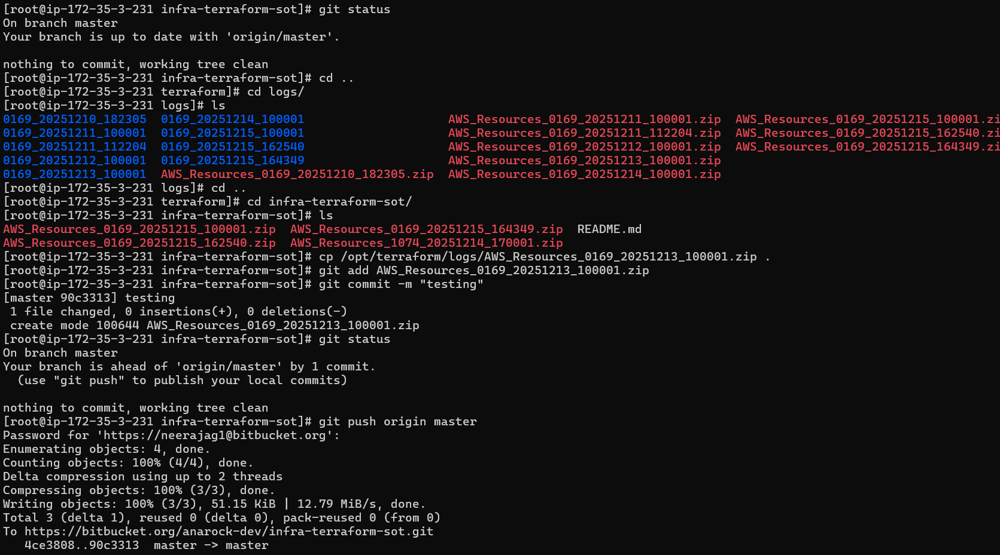 [root@ip-172-35-3-231 infra-terraform-sot]# git status
On branch master
Your branch is up to date with 'origin/master'.
nothing to commit, working tree clean
[root@ip-172-35-3-231 infra-terraform-sot]# cd ..
[root@ip-172-35-3-231 terraform]# cd logs/
[root@ip-172-35-3-231 logs]# ls
0169_20251210_182305  0169_20251214_100001                    AWS_Resources_0169_20251211_100001.zip  AWS_Resources_0169_20251215_100001.zi
0169_20251211_100001  0169_20251215_100001                    AWS_Resources_0169_20251211_112204.zip  AWS_Resources_0169_20251215_162540.zi
0169_20251211_112204  0169_20251215_162540                    AWS_Resources_0169_20251212_100001.zip  AWS_Resources_0169_20251215_164349.zi
0169_20251212_100001  0169_20251215_164349                    AWS_Resources_0169_20251213_100001.zip
0169_20251213_100001  AWS_Resources_0169_20251210_182305.zip  AWS_Resources_0169_20251214_100001.zip
[root@ip-172-35-3-231 logs]# cd ..
[root@ip-172-35-3-231 terraform]# cd infra-terraform-sot/
[root@ip-172-35-3-231 infra-terraform-sot]# ls
AWS_Resources_0169_20251215_100001.zip  AWS_Resources_0169_20251215_164349.zip  README.md
AWS_Resources_0169_20251215_162540.zip  AWS_Resources_1074_20251214_170001.zip
[root@ip-172-35-3-231 infra-terraform-sot]# cp /opt/terraform/logs/AWS_Resources_0169_20251213_100001.zip .
[root@ip-172-35-3-231 infra-terraform-sot]# git add AWS_Resources_0169_20251213_100001.zip
[root@ip-172-35-3-231 infra-terraform-sot]# git commit -m "testing"
[master 90c3313] testing
 1 file changed, 0 insertions(+), 0 deletions(-)
 create mode 100644 AWS_Resources_0169_20251213_100001.zip
[root@ip-172-35-3-231 infra-terraform-sot]# git status
On branch master
Your branch is ahead of 'origin/master' by 1 commit.
  (use "git push" to publish your local commits)
nothing to commit, working tree clean
[root@ip-172-35-3-231 infra-terraform-sot]# git push origin master
Password for 'https://neerajag1@bitbucket.org':
Enumerating objects: 4, done.
Counting objects: 100% (4/4), done.
Delta compression using up to 2 threads
Compressing objects: 100% (3/3), done.
Writing objects: 100% (3/3), 51.15 KiB | 12.79 MiB/s, done.
Total 3 (delta 1), reused 0 (delta 0), pack-reused 0 (from 0)
To https://bitbucket.org/anarock-dev/infra-terraform-sot.git
   4ce3808..90c3313  master -> master